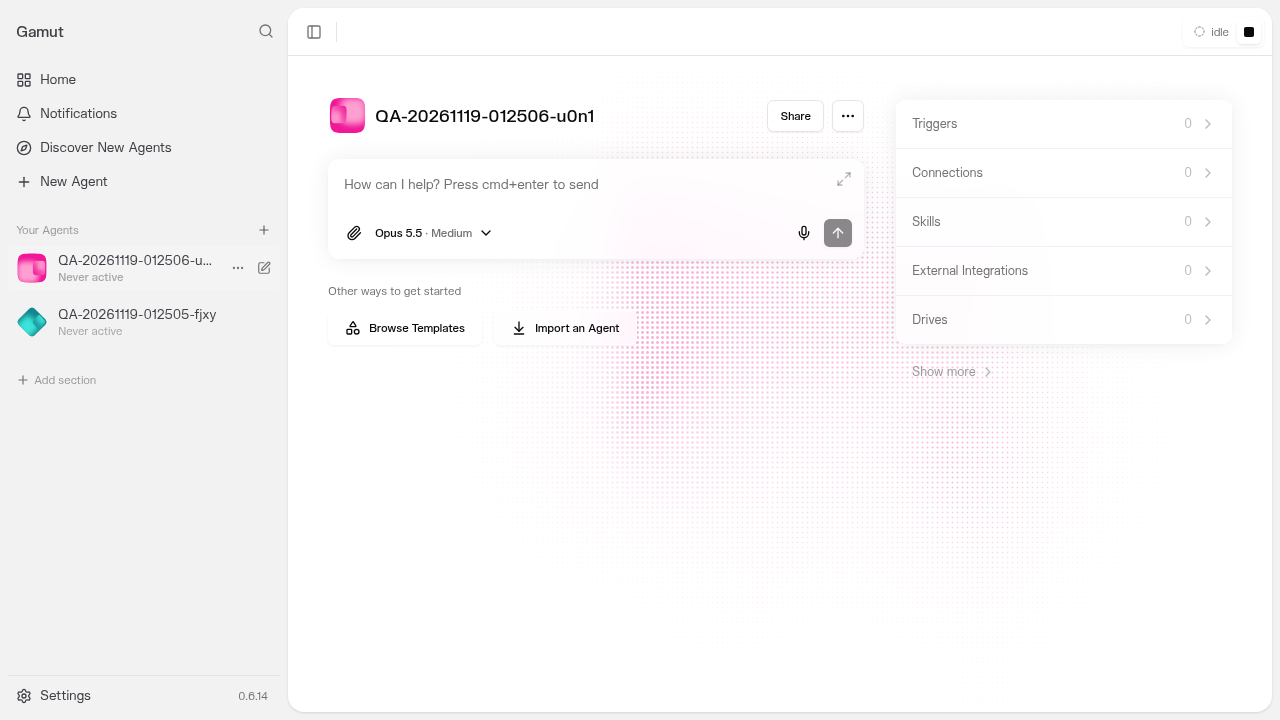 Gamut
Home
Notifications
Discover New Agents
New Agent
Your Agents
QA-20261119-012506-u...
Never active
QA-20261119-012505-fjxy
Never active
Add section
Settings
0.6.14
idle
QA-20261119-012506-u0n1
Share
How can I help? Press cmd+enter to send
Opus 5.5 · Medium
Other ways to get started
Browse Templates
Import an Agent
Triggers 0
Connections 0
Skills 0
External Integrations 0
Drives 0
Show more